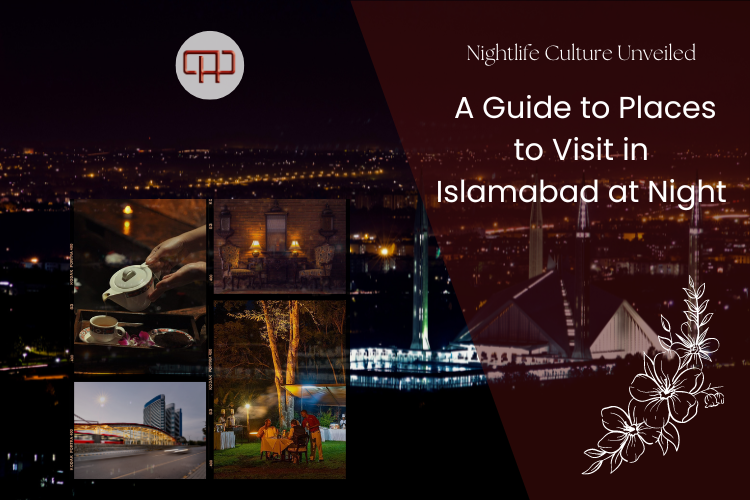 Nightlife Culture Unveiled
A Guide to Places
to Visit in
Islamabad at Night